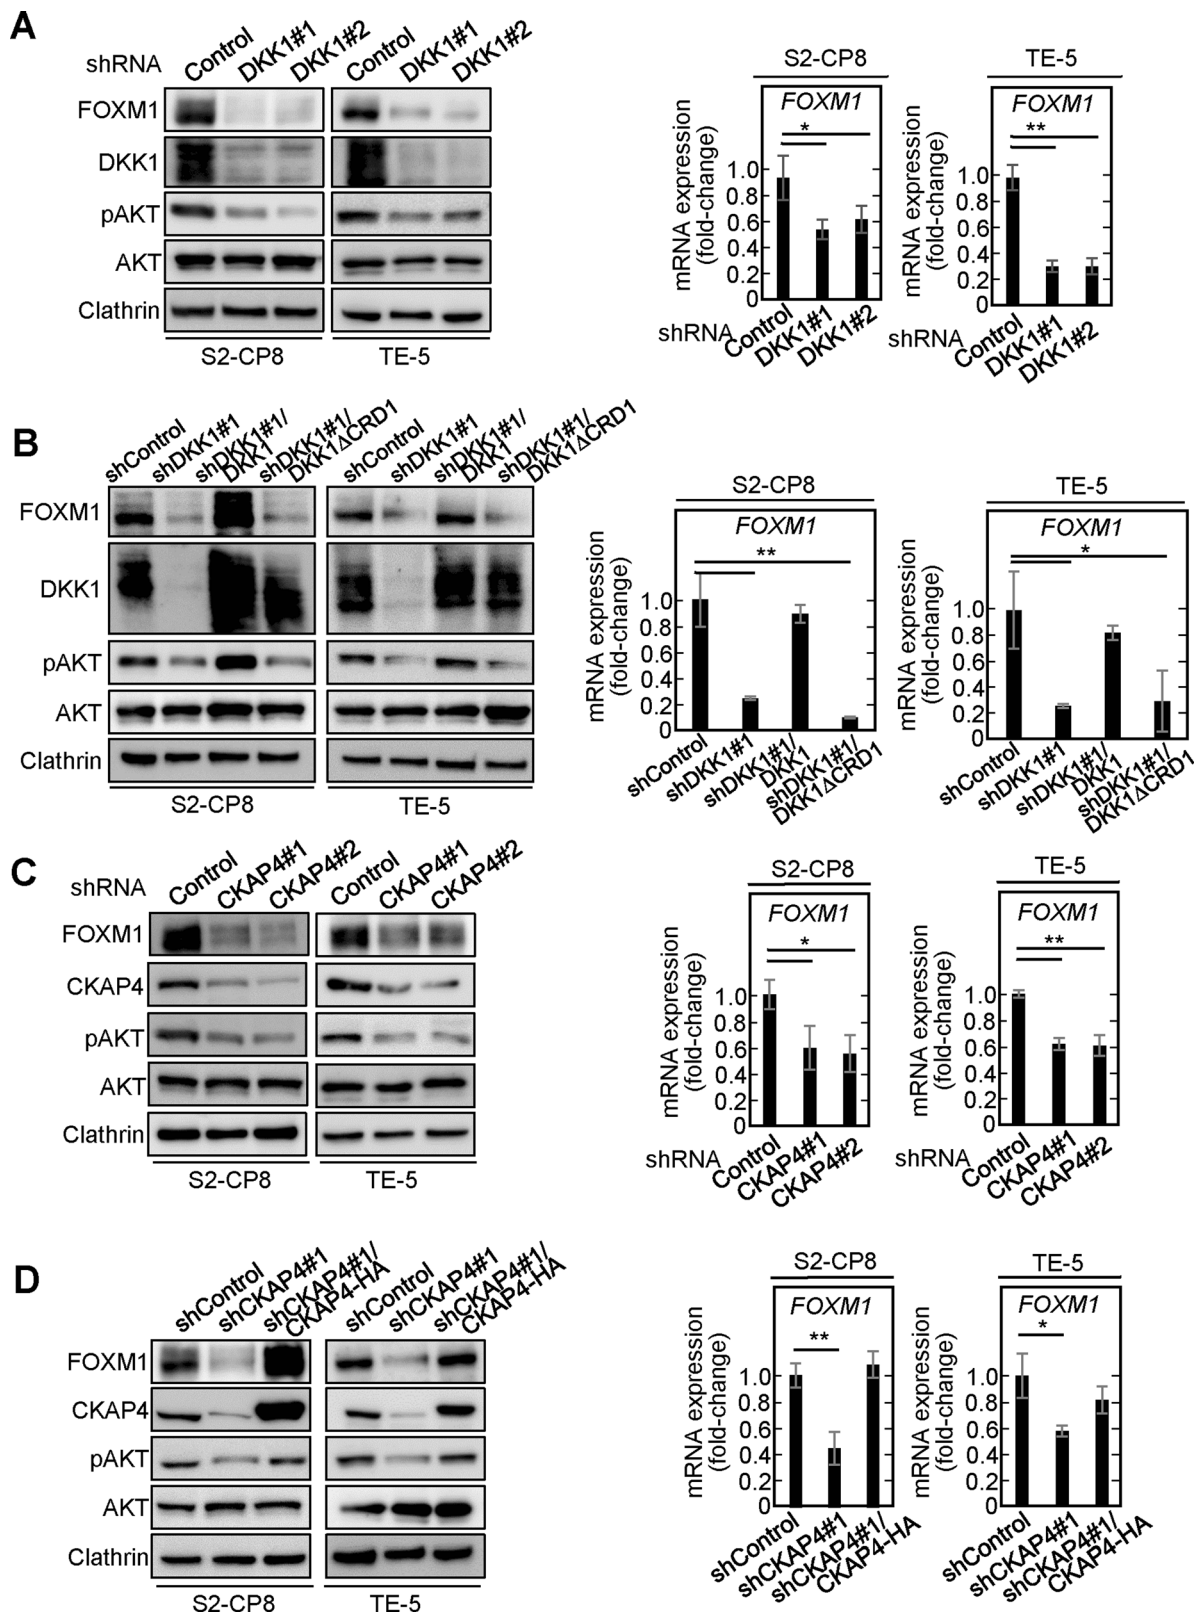 A
shRNA
Control
DKK1#1
DKK1#2
Control
DKK1#1
DKK1#2
FOXM1
DKK1
pAKT
AKT
Clathrin
S2-CP8
TE-5
S2-CP8
FOXM1
*
mRNA expression
(fold-change)
1.0
0.8
0.6
0.4
0.2
0
shRNA
Control
DKK1#1
DKK1#2
TE-5
FOXM1
**
mRNA expression
(fold-change)
1.0
0.8
0.6
0.4
0.2
0
shRNA
Control
DKK1#1
DKK1#2
B
shControl
shDKK1#1
shDKK1#1/
DKK1
shDKK1#1/
DKK1ΔCRD1
shControl
shDKK1#1
shDKK1#1/
DKK1
shDKK1#1/
DKK1ΔCRD1
FOXM1
DKK1
pAKT
AKT
Clathrin
S2-CP8
TE-5
S2-CP8
FOXM1
**
mRNA expression
(fold-change)
1.0
0.8
0.6
0.4
0.2
0
shControl
shDKK1#1
shDKK1#1/
DKK1
shDKK1#1/
DKK1ΔCRD1
TE-5
FOXM1
*
mRNA expression
(fold-change)
1.0
0.8
0.6
0.4
0.2
0
shControl
shDKK1#1
shDKK1#1/
DKK1
shDKK1#1/
DKK1ΔCRD1
C
shRNA
Control
CKAP4#1
CKAP4#2
Control
CKAP4#1
CKAP4#2
FOXM1
CKAP4
pAKT
AKT
Clathrin
S2-CP8
TE-5
S2-CP8
FOXM1
*
mRNA expression
(fold-change)
1.0
0.8
0.6
0.4
0.2
0
shRNA
Control
CKAP4#1
CKAP4#2
TE-5
FOXM1
**
mRNA expression
(fold-change)
1.0
0.8
0.6
0.4
0.2
0
shRNA
Control
CKAP4#1
CKAP4#2
D
shControl
shCKAP4#1
shCKAP4#1/
CKAP4-HA
shControl
shCKAP4#1
shCKAP4#1/
CKAP4-HA
FOXM1
CKAP4
pAKT
AKT
Clathrin
S2-CP8
TE-5
S2-CP8
FOXM1
**
mRNA expression
(fold-change)
1.0
0.8
0.6
0.4
0.2
0
shControl
shCKAP4#1
shCKAP4#1/
CKAP4-HA
TE-5
FOXM1
*
mRNA expression
(fold-change)
1.0
0.8
0.6
0.4
0.2
0
shControl
shCKAP4#1
shCKAP4#1/
CKAP4-HA